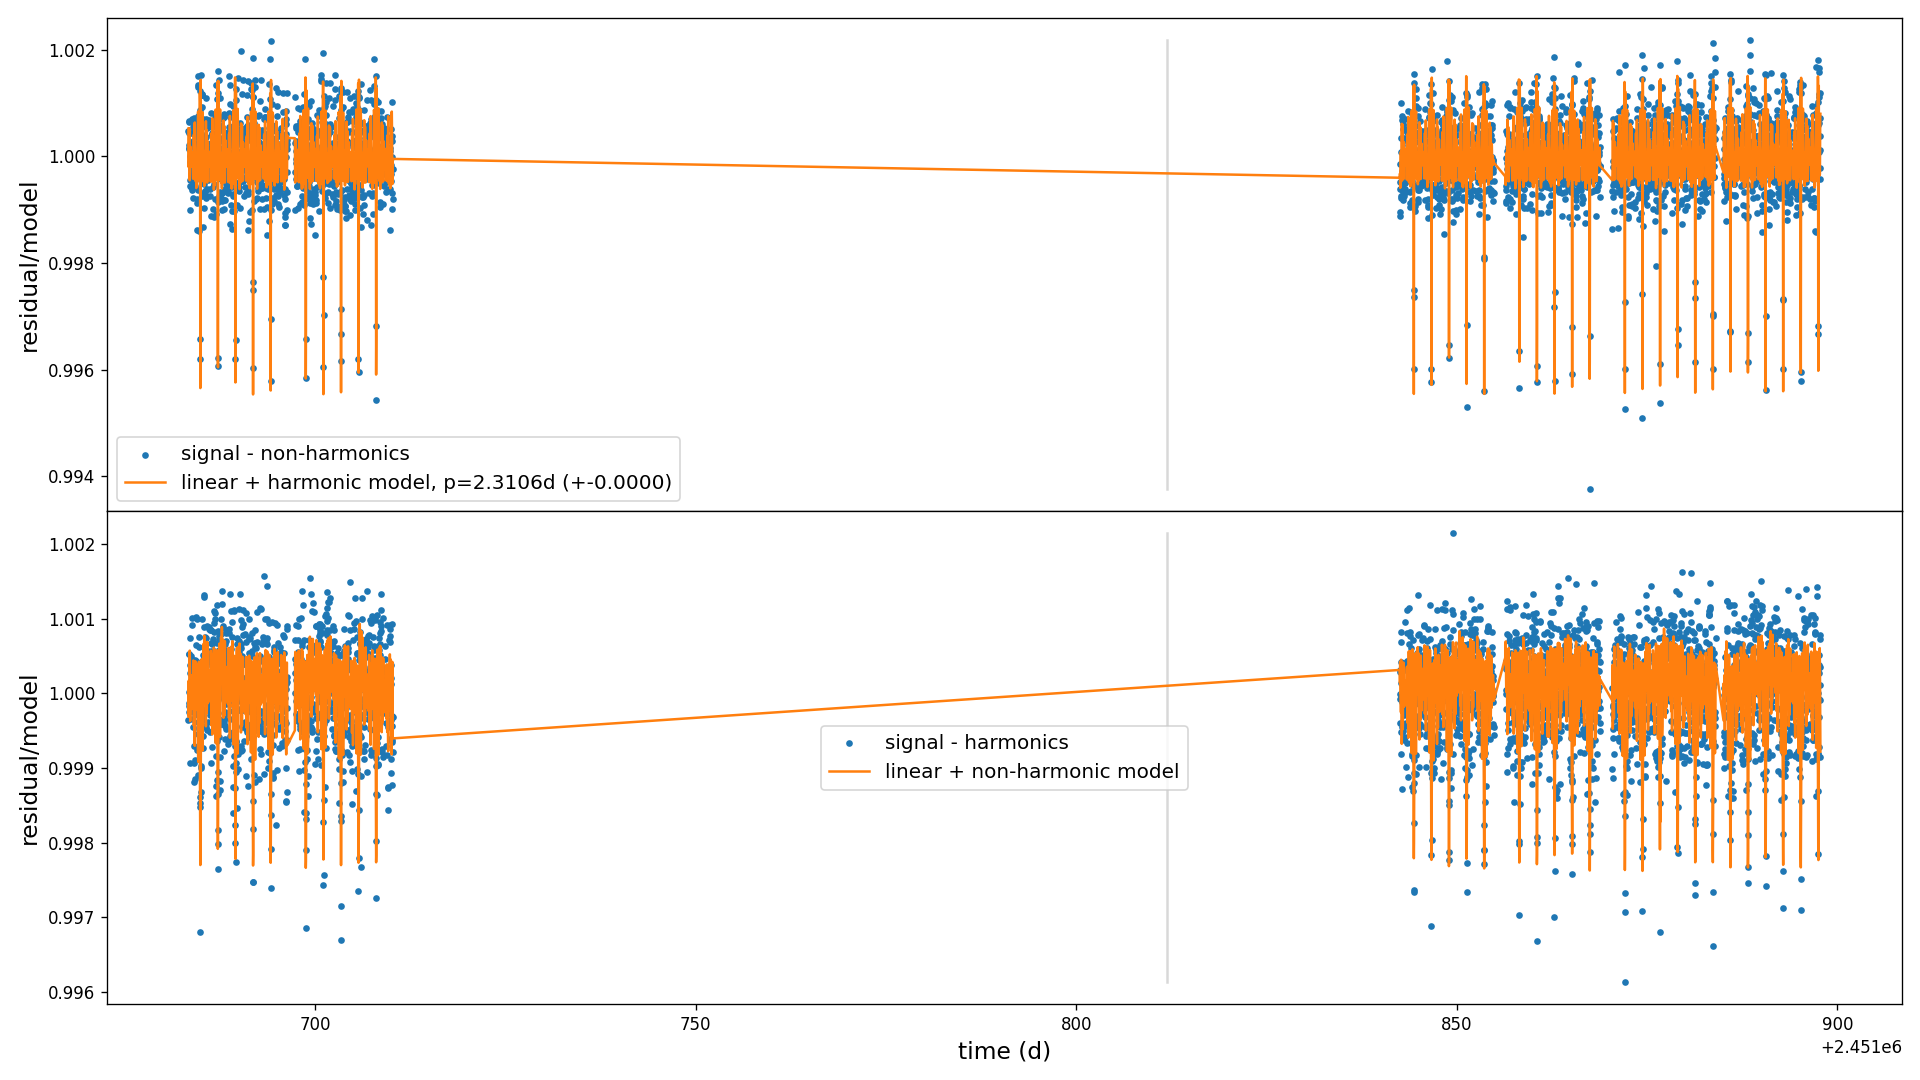 1.002
1.000
0.998
0.996
0.994
residual/model
signal - non-harmonics
linear + harmonic model, p=2.3106d (+-0.0000)
1.002
1.001
1.000
0.999
0.998
0.997
0.996
residual/model
signal - harmonics
linear + non-harmonic model
700
750
800
850
900
+2.451e6
time (d)